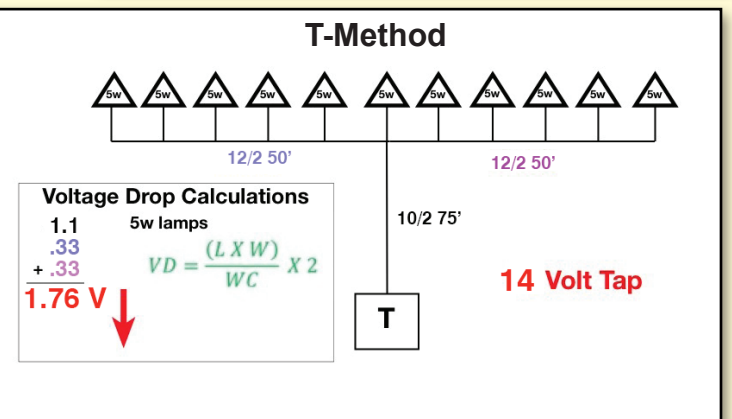 T-Method
5w 5w 5w 5w 5w 5w 5w 5w 5w 5w 5w
12/2 50’ 12/2 50’
Voltage Drop Calculations
1.1 5w lamps
.33
+ .33
1.76 V
VD = (L X W) / WC X 2
10/2 75’
14 Volt Tap
T